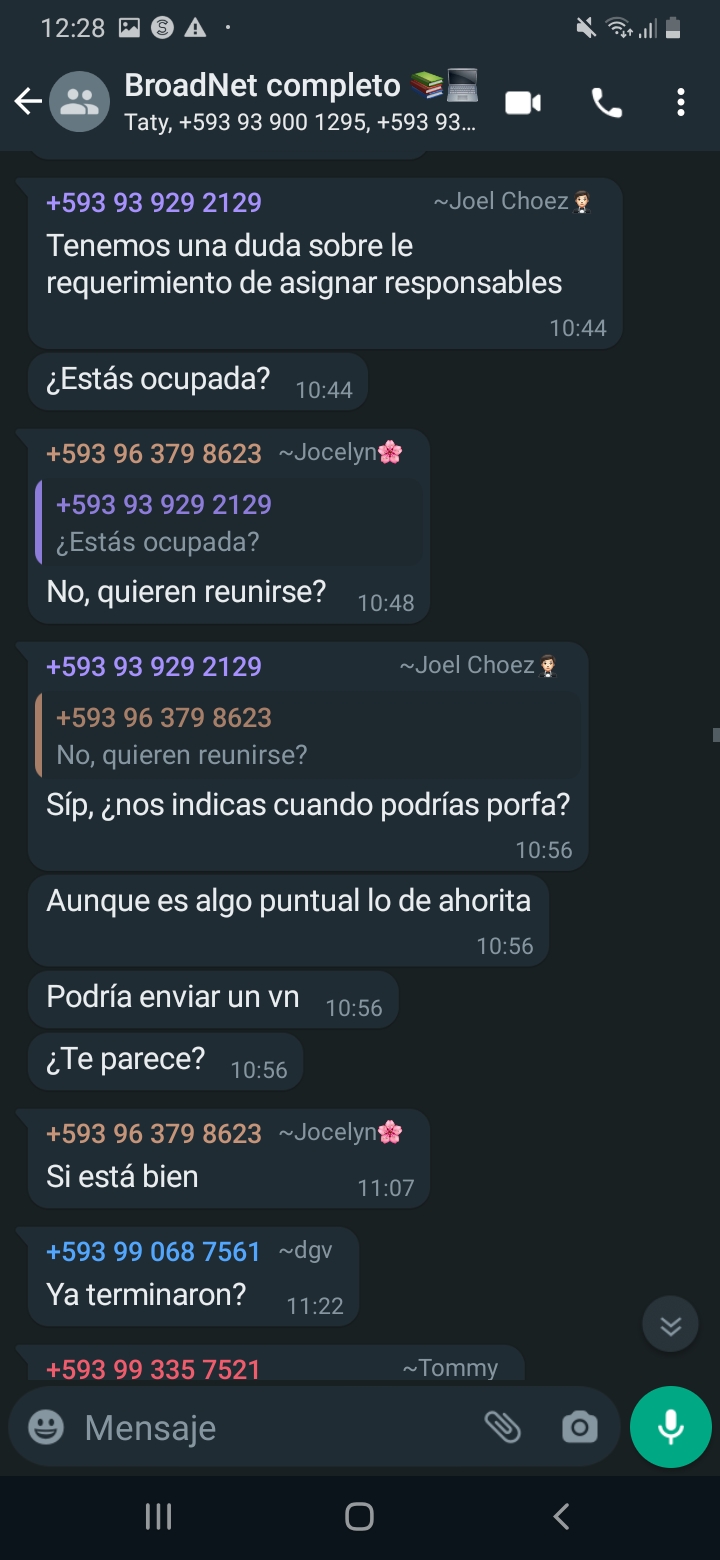 12:28
BroadNet completo 📚💻
Taty, +593 93 900 1295, +593 93...
+593 93 929 2129 ~Joel Choez🤵🏻
Tenemos una duda sobre le
requerimiento de asignar responsables
10:44
¿Estás ocupada? 10:44
+593 96 379 8623 ~Jocelyn🌸
+593 93 929 2129
¿Estás ocupada?
No, quieren reunirse? 10:48
+593 93 929 2129 ~Joel Choez🤵🏻
+593 96 379 8623
No, quieren reunirse?
Síp, ¿nos indicas cuando podrías porfa?
10:56
Aunque es algo puntual lo de ahorita
10:56
Podría enviar un vn 10:56
¿Te parece? 10:56
+593 96 379 8623 ~Jocelyn🌸
Si está bien 11:07
+593 99 068 7561 ~dgv
Ya terminaron? 11:22
+593 99 335 7521 ~Tommy
Mensaje